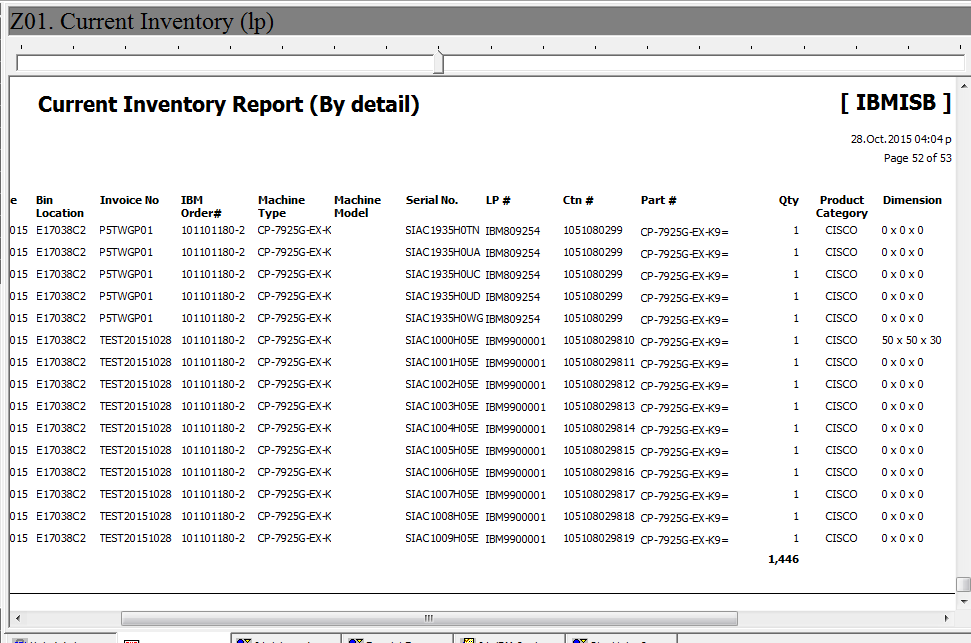 Z01. Current Inventory (lp)
Current Inventory Report (By detail)
[ IBMISB ]
28.Oct.2015 04:04 p
Page 52 of 53
e Bin Location Invoice No IBM Order# Machine Type Machine Model Serial No. LP # Ctn # Part # Qty Product Category Dimension
015 E17038C2 P5TWGP01 101101180-2 CP-7925G-EX-K SIAC1935H0TN IBM809254 1051080299 CP-7925G-EX-K9= 1 CISCO 0 x 0 x 0
015 E17038C2 P5TWGP01 101101180-2 CP-7925G-EX-K SIAC1935H0UA IBM809254 1051080299 CP-7925G-EX-K9= 1 CISCO 0 x 0 x 0
015 E17038C2 P5TWGP01 101101180-2 CP-7925G-EX-K SIAC1935H0UC IBM809254 1051080299 CP-7925G-EX-K9= 1 CISCO 0 x 0 x 0
015 E17038C2 P5TWGP01 101101180-2 CP-7925G-EX-K SIAC1935H0UD IBM809254 1051080299 CP-7925G-EX-K9= 1 CISCO 0 x 0 x 0
015 E17038C2 P5TWGP01 101101180-2 CP-7925G-EX-K SIAC1935H0WG IBM809254 1051080299 CP-7925G-EX-K9= 1 CISCO 0 x 0 x 0
015 E17038C2 TEST20151028 101101180-2 CP-7925G-EX-K SIAC1000H05E IBM9900001 105108029810 CP-7925G-EX-K9= 1 CISCO 50 x 50 x 30
015 E17038C2 TEST20151028 101101180-2 CP-7925G-EX-K SIAC1001H05E IBM9900001 105108029811 CP-7925G-EX-K9= 1 CISCO 0 x 0 x 0
015 E17038C2 TEST20151028 101101180-2 CP-7925G-EX-K SIAC1002H05E IBM9900001 105108029812 CP-7925G-EX-K9= 1 CISCO 0 x 0 x 0
015 E17038C2 TEST20151028 101101180-2 CP-7925G-EX-K SIAC1003H05E IBM9900001 105108029813 CP-7925G-EX-K9= 1 CISCO 0 x 0 x 0
015 E17038C2 TEST20151028 101101180-2 CP-7925G-EX-K SIAC1004H05E IBM9900001 105108029814 CP-7925G-EX-K9= 1 CISCO 0 x 0 x 0
015 E17038C2 TEST20151028 101101180-2 CP-7925G-EX-K SIAC1005H05E IBM9900001 105108029815 CP-7925G-EX-K9= 1 CISCO 0 x 0 x 0
015 E17038C2 TEST20151028 101101180-2 CP-7925G-EX-K SIAC1006H05E IBM9900001 105108029816 CP-7925G-EX-K9= 1 CISCO 0 x 0 x 0
015 E17038C2 TEST20151028 101101180-2 CP-7925G-EX-K SIAC1007H05E IBM9900001 105108029817 CP-7925G-EX-K9= 1 CISCO 0 x 0 x 0
015 E17038C2 TEST20151028 101101180-2 CP-7925G-EX-K SIAC1008H05E IBM9900001 105108029818 CP-7925G-EX-K9= 1 CISCO 0 x 0 x 0
015 E17038C2 TEST20151028 101101180-2 CP-7925G-EX-K SIAC1009H05E IBM9900001 105108029819 CP-7925G-EX-K9= 1 CISCO 0 x 0 x 0
1,446